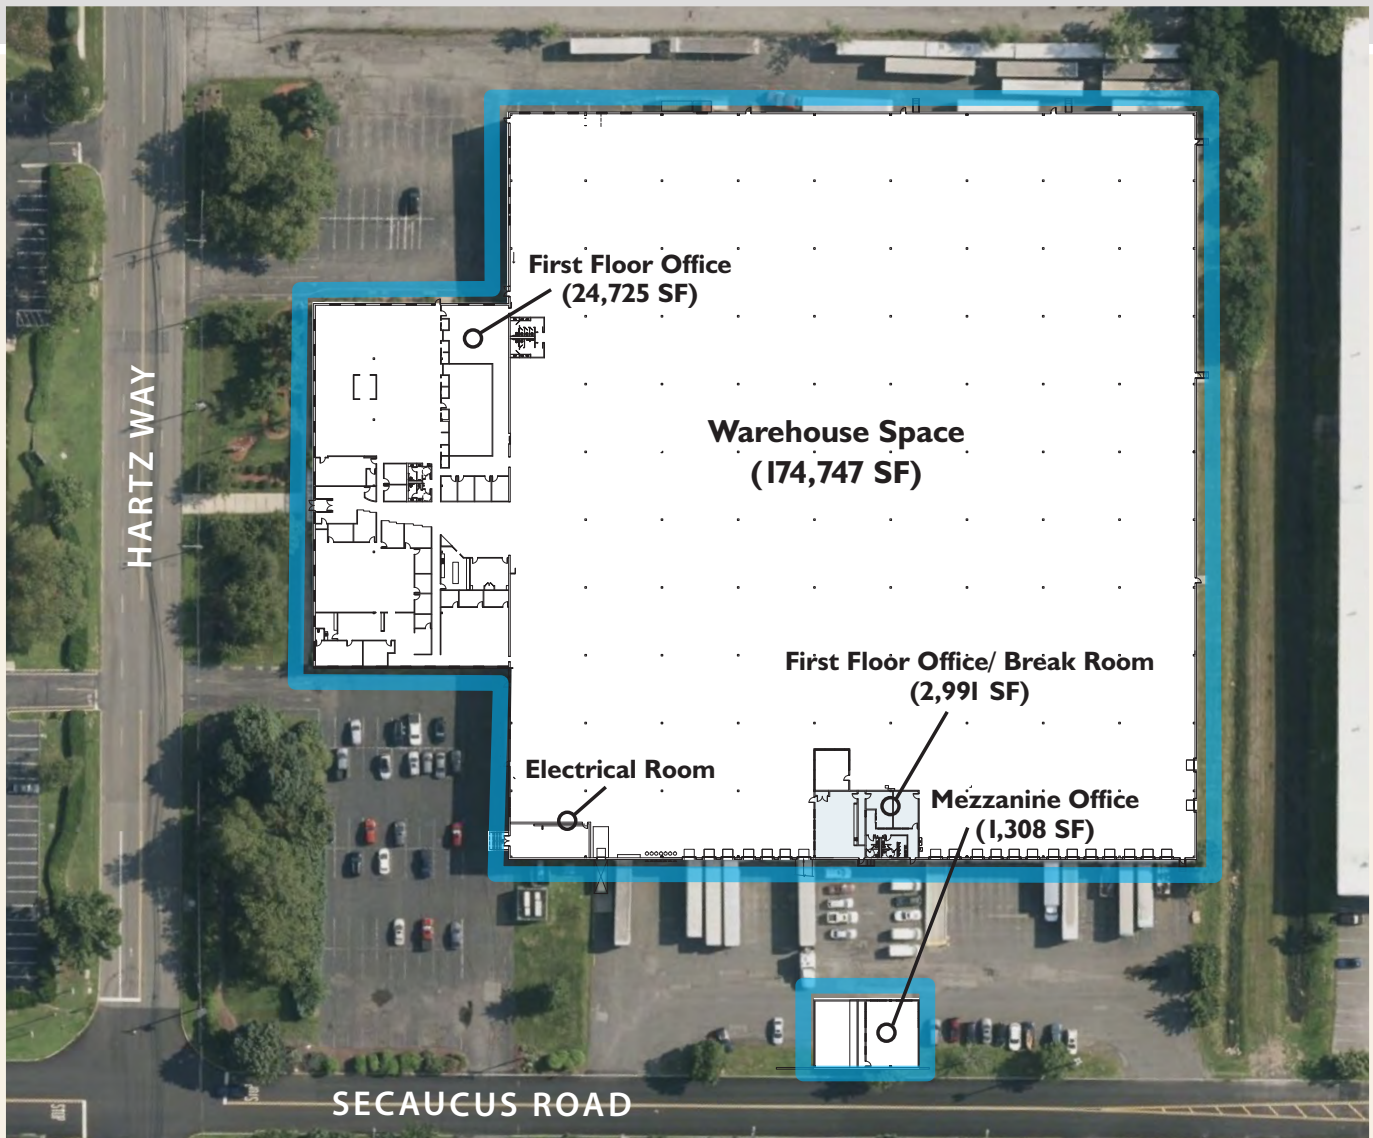 First Floor Office
(24,725 SF)
HARTZ WAY
Warehouse Space
(174,747 SF)
First Floor Office/ Break Room
(2,991 SF)
Electrical Room
Mezzanine Office
(1,308 SF)
SECAUCUS ROAD
STOP